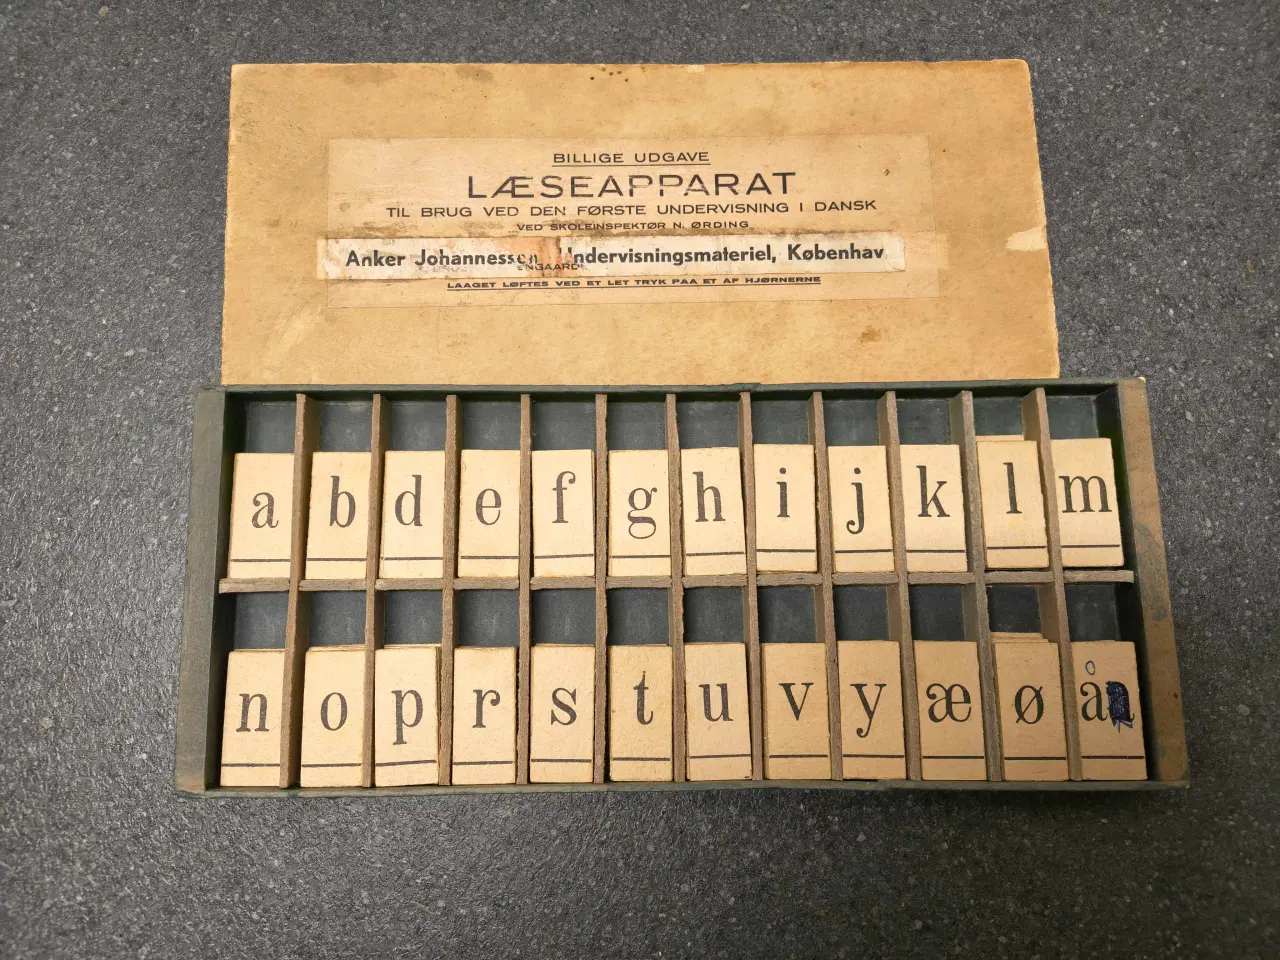 BILLIGE UDGAVE
LÆSEAPPARAT
TIL BRUG VED DEN FØRSTE UNDERVISNING I DANSK
VED SKOLEINSPEKTØR N. ØRDING
Anker Johannessen Undervisningsmateriel, Københav
ENGAARD
LAAGET LØFTES VED ET LET TRYK PAA ET AF HJØRNERNE
a b d e f g h i j k l m
n o p r s t u v y æ ø å